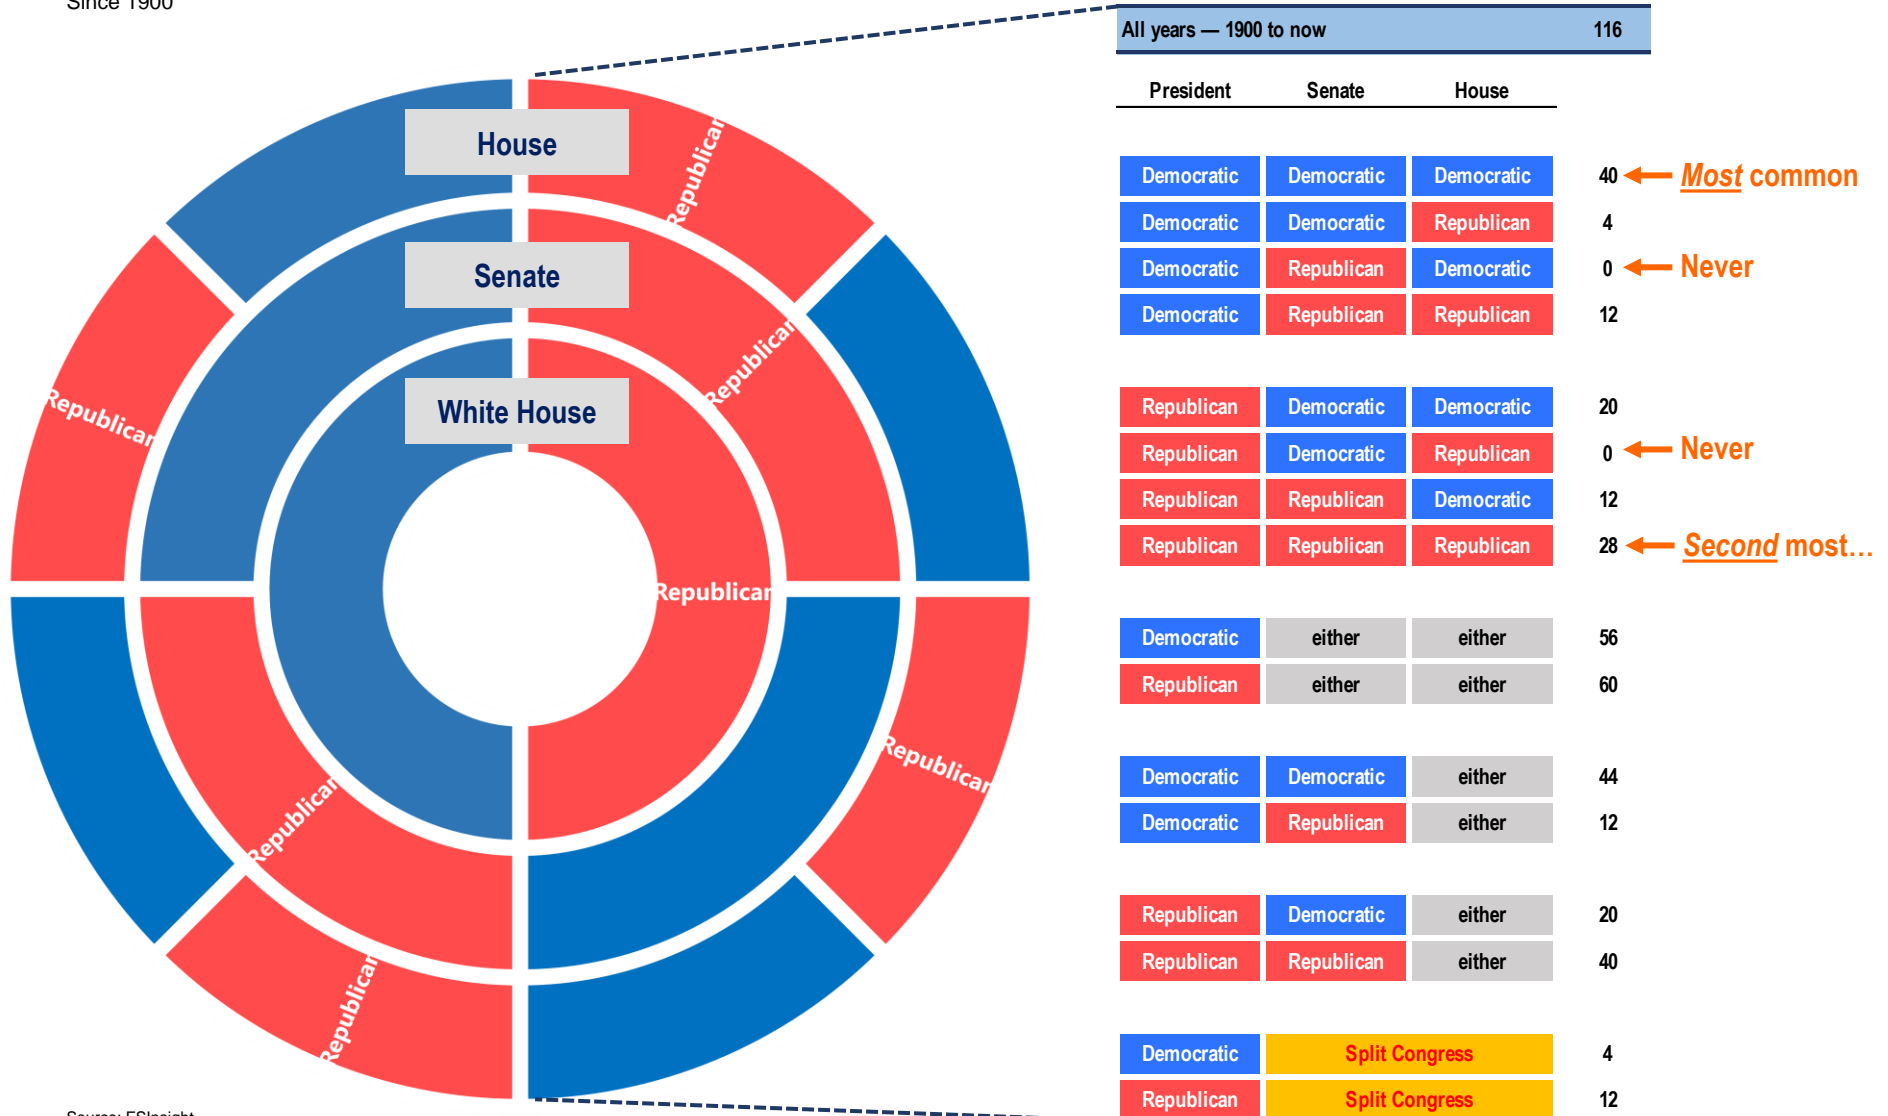 Since 1900
All years — 1900 to now 116
President Senate House
House
Senate
White House
Republican
Republican
Republican
Republican
Republican
Republican
Republican
Democratic Democratic Democratic 40 Most common
Democratic Democratic Republican 4
Democratic Republican Democratic 0 Never
Democratic Republican Republican 12
Republican Democratic Democratic 20
Republican Democratic Republican 0 Never
Republican Republican Democratic 12
Republican Republican Republican 28 Second most…
Democratic either either 56
Republican either either 60
Democratic Democratic either 44
Democratic Republican either 12
Republican Democratic either 20
Republican Republican either 40
Democratic Split Congress 4
Republican Split Congress 12
Source: FSInsight